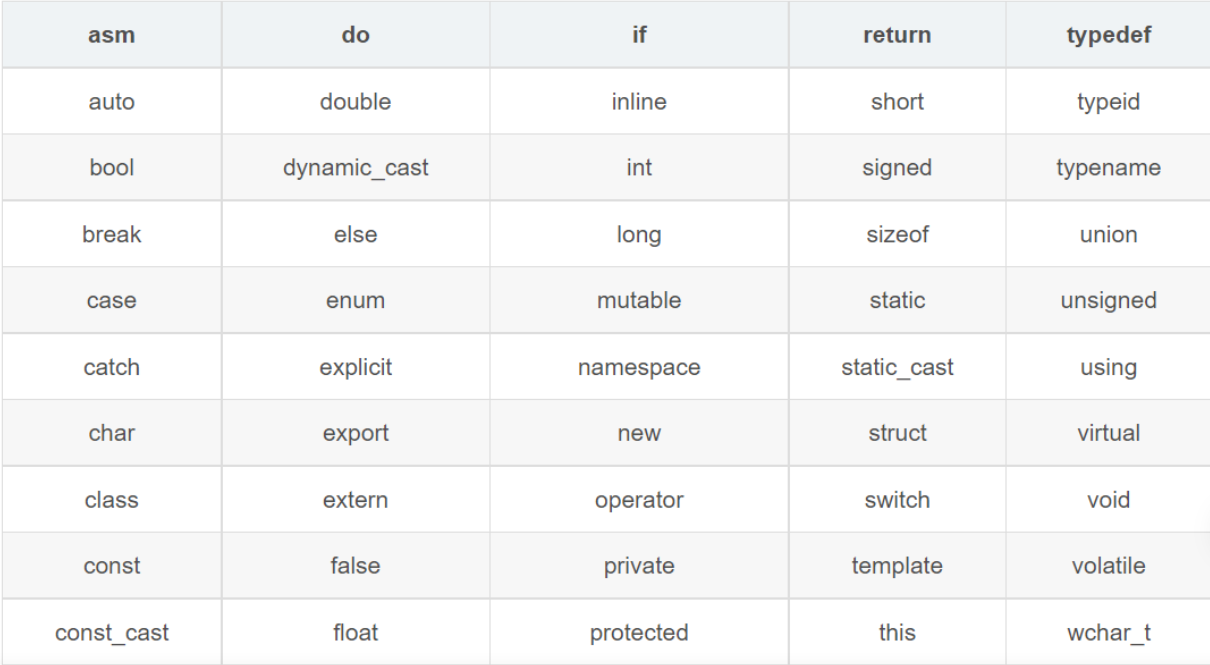 asm do if return typedef
auto double inline short typeid
bool dynamic_cast int signed typename
break else long sizeof union
case enum mutable static unsigned
catch explicit namespace static_cast using
char export new struct virtual
class extern operator switch void
const false private template volatile
const_cast float protected this wchar_t